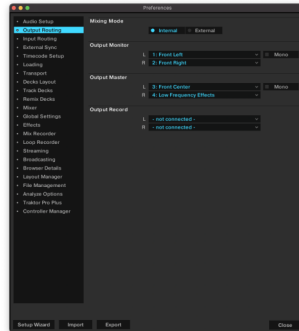 Preferences
Audio Setup
Output Routing
Input Routing
External Sync
Timecode Setup
Loading
Transport
Decks Layout
Track Decks
Remix Decks
Mixer
Global Settings
Effects
Mix Recorder
Loop Recorder
Streaming
Broadcasting
Browser Details
Layout Manager
File Management
Analyze Options
Traktor Pro Plus
Controller Manager
Mixing Mode
Internal External
Output Monitor
L 1: Front Left Mono
R 2: Front Right
Output Master
L 3: Front Center Mono
R 4: Low Frequency Effects
Output Record
L - not connected -
R - not connected -
Setup Wizard Import Export Close